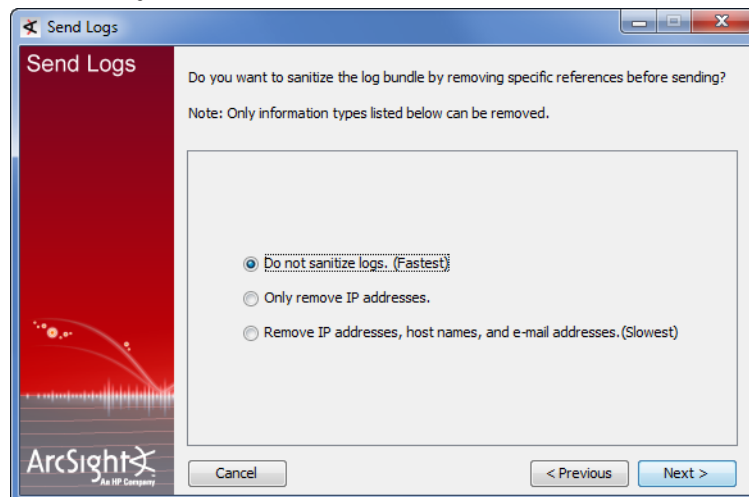 Send Logs
Send Logs
Do you want to sanitize the log bundle by removing specific references before sending?
Note: Only information types listed below can be removed.
Do not sanitize logs. (Fastest)
Only remove IP addresses.
Remove IP addresses, host names, and e-mail addresses.(Slowest)
ArcSight
An HP Company
Cancel
< Previous
Next >